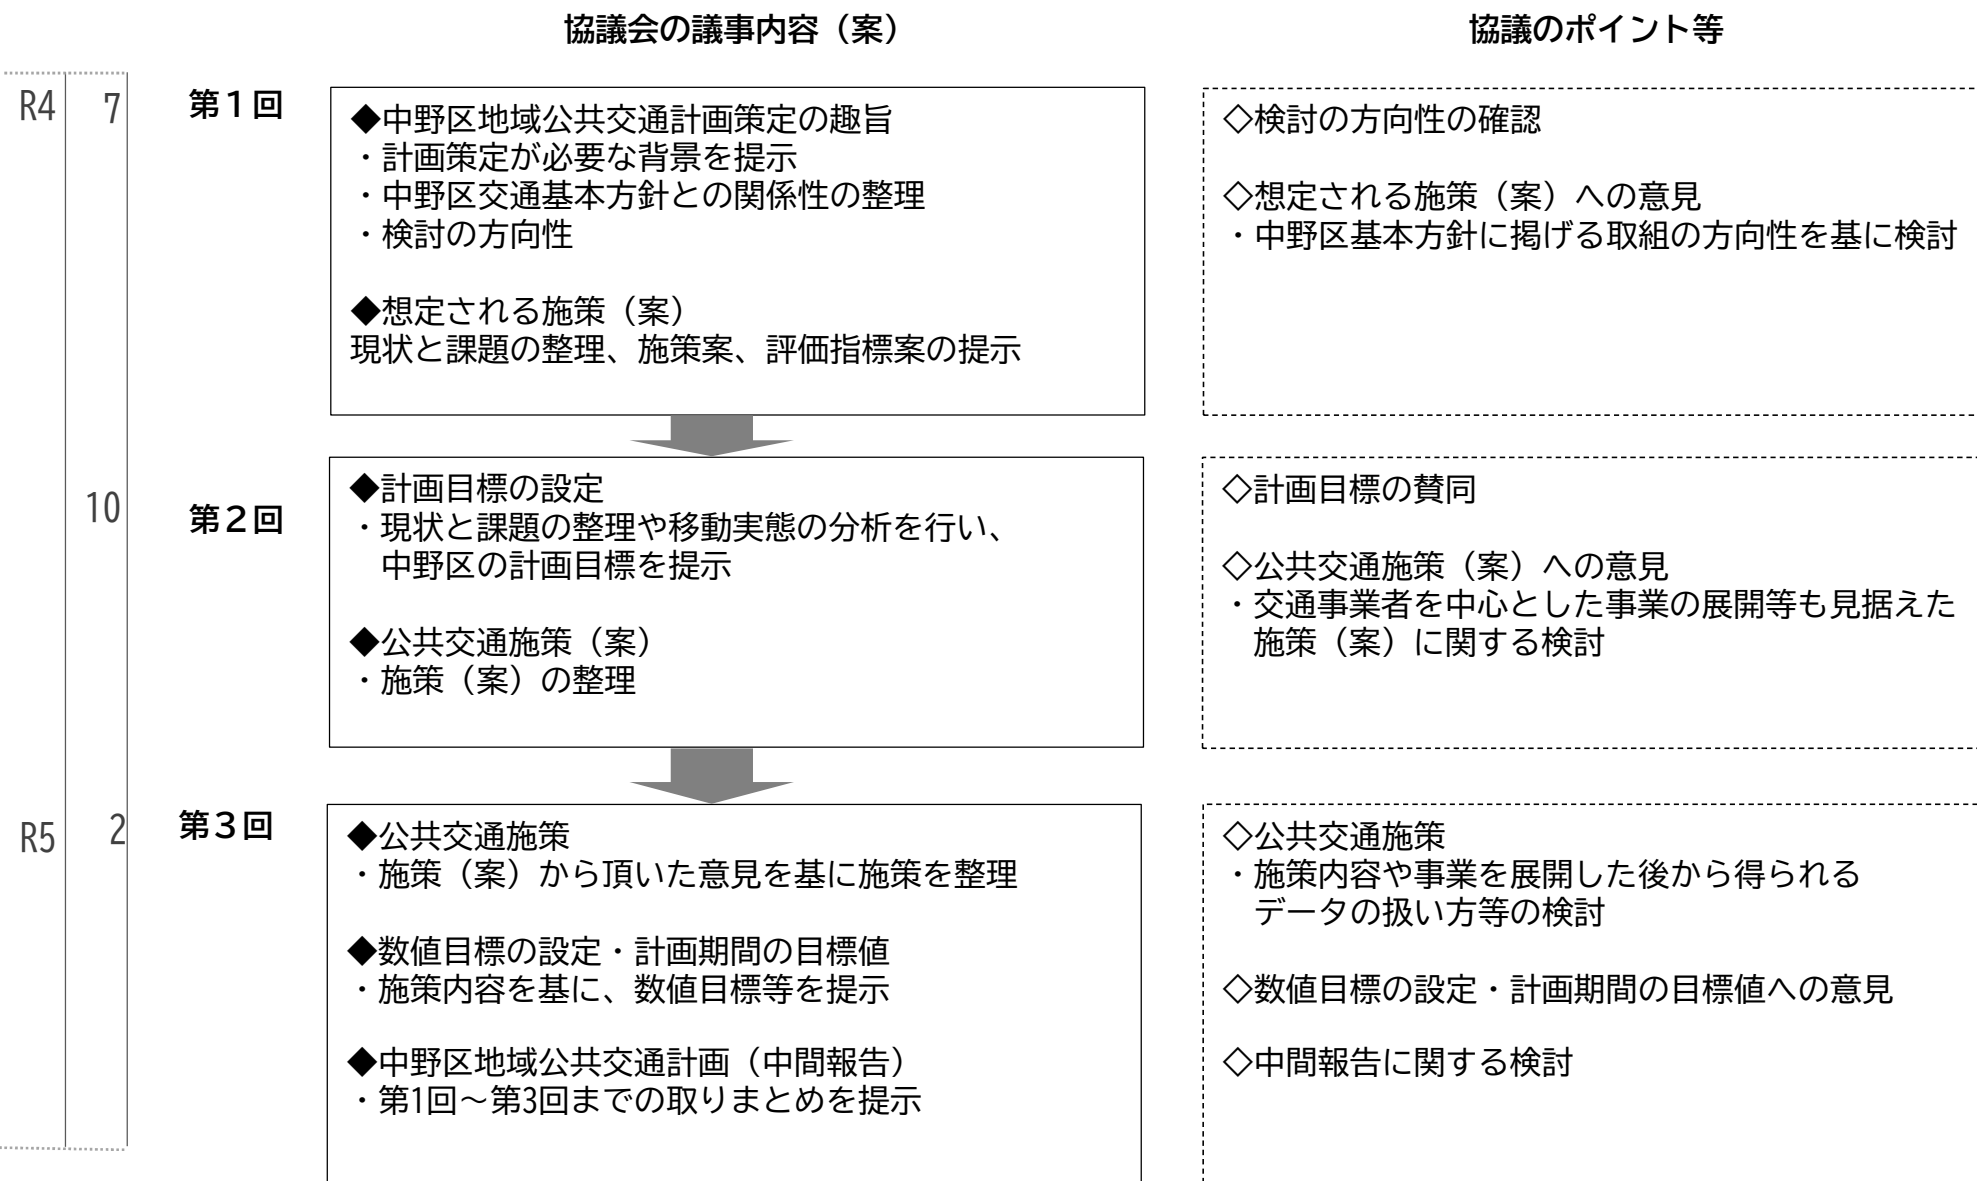 協議会の議事内容（案）
協議のポイント等
R4
7
第１回
◆中野区地域公共交通計画策定の趣旨
・計画策定が必要な背景を提示
・中野区交通基本方針との関係性の整理
・検討の方向性
◆想定される施策（案）
現状と課題の整理、施策案、評価指標案の提示
◇検討の方向性の確認
◇想定される施策（案）への意見
・中野区基本方針に掲げる取組の方向性を基に検討
10
第２回
◆計画目標の設定
・現状と課題の整理や移動実態の分析を行い、
中野区の計画目標を提示
◆公共交通施策（案）
・施策（案）の整理
◇計画目標の賛同
◇公共交通施策（案）への意見
・交通事業者を中心とした事業の展開等も見据えた
施策（案）に関する検討
R5
2
第３回
◆公共交通施策
・施策（案）から頂いた意見を基に施策を整理
◆数値目標の設定・計画期間の目標値
・施策内容を基に、数値目標等を提示
◆中野区地域公共交通計画（中間報告）
・第1回～第3回までの取りまとめを提示
◇公共交通施策
・施策内容や事業を展開した後から得られる
データの扱い方等の検討
◇数値目標の設定・計画期間の目標値への意見
◇中間報告に関する検討